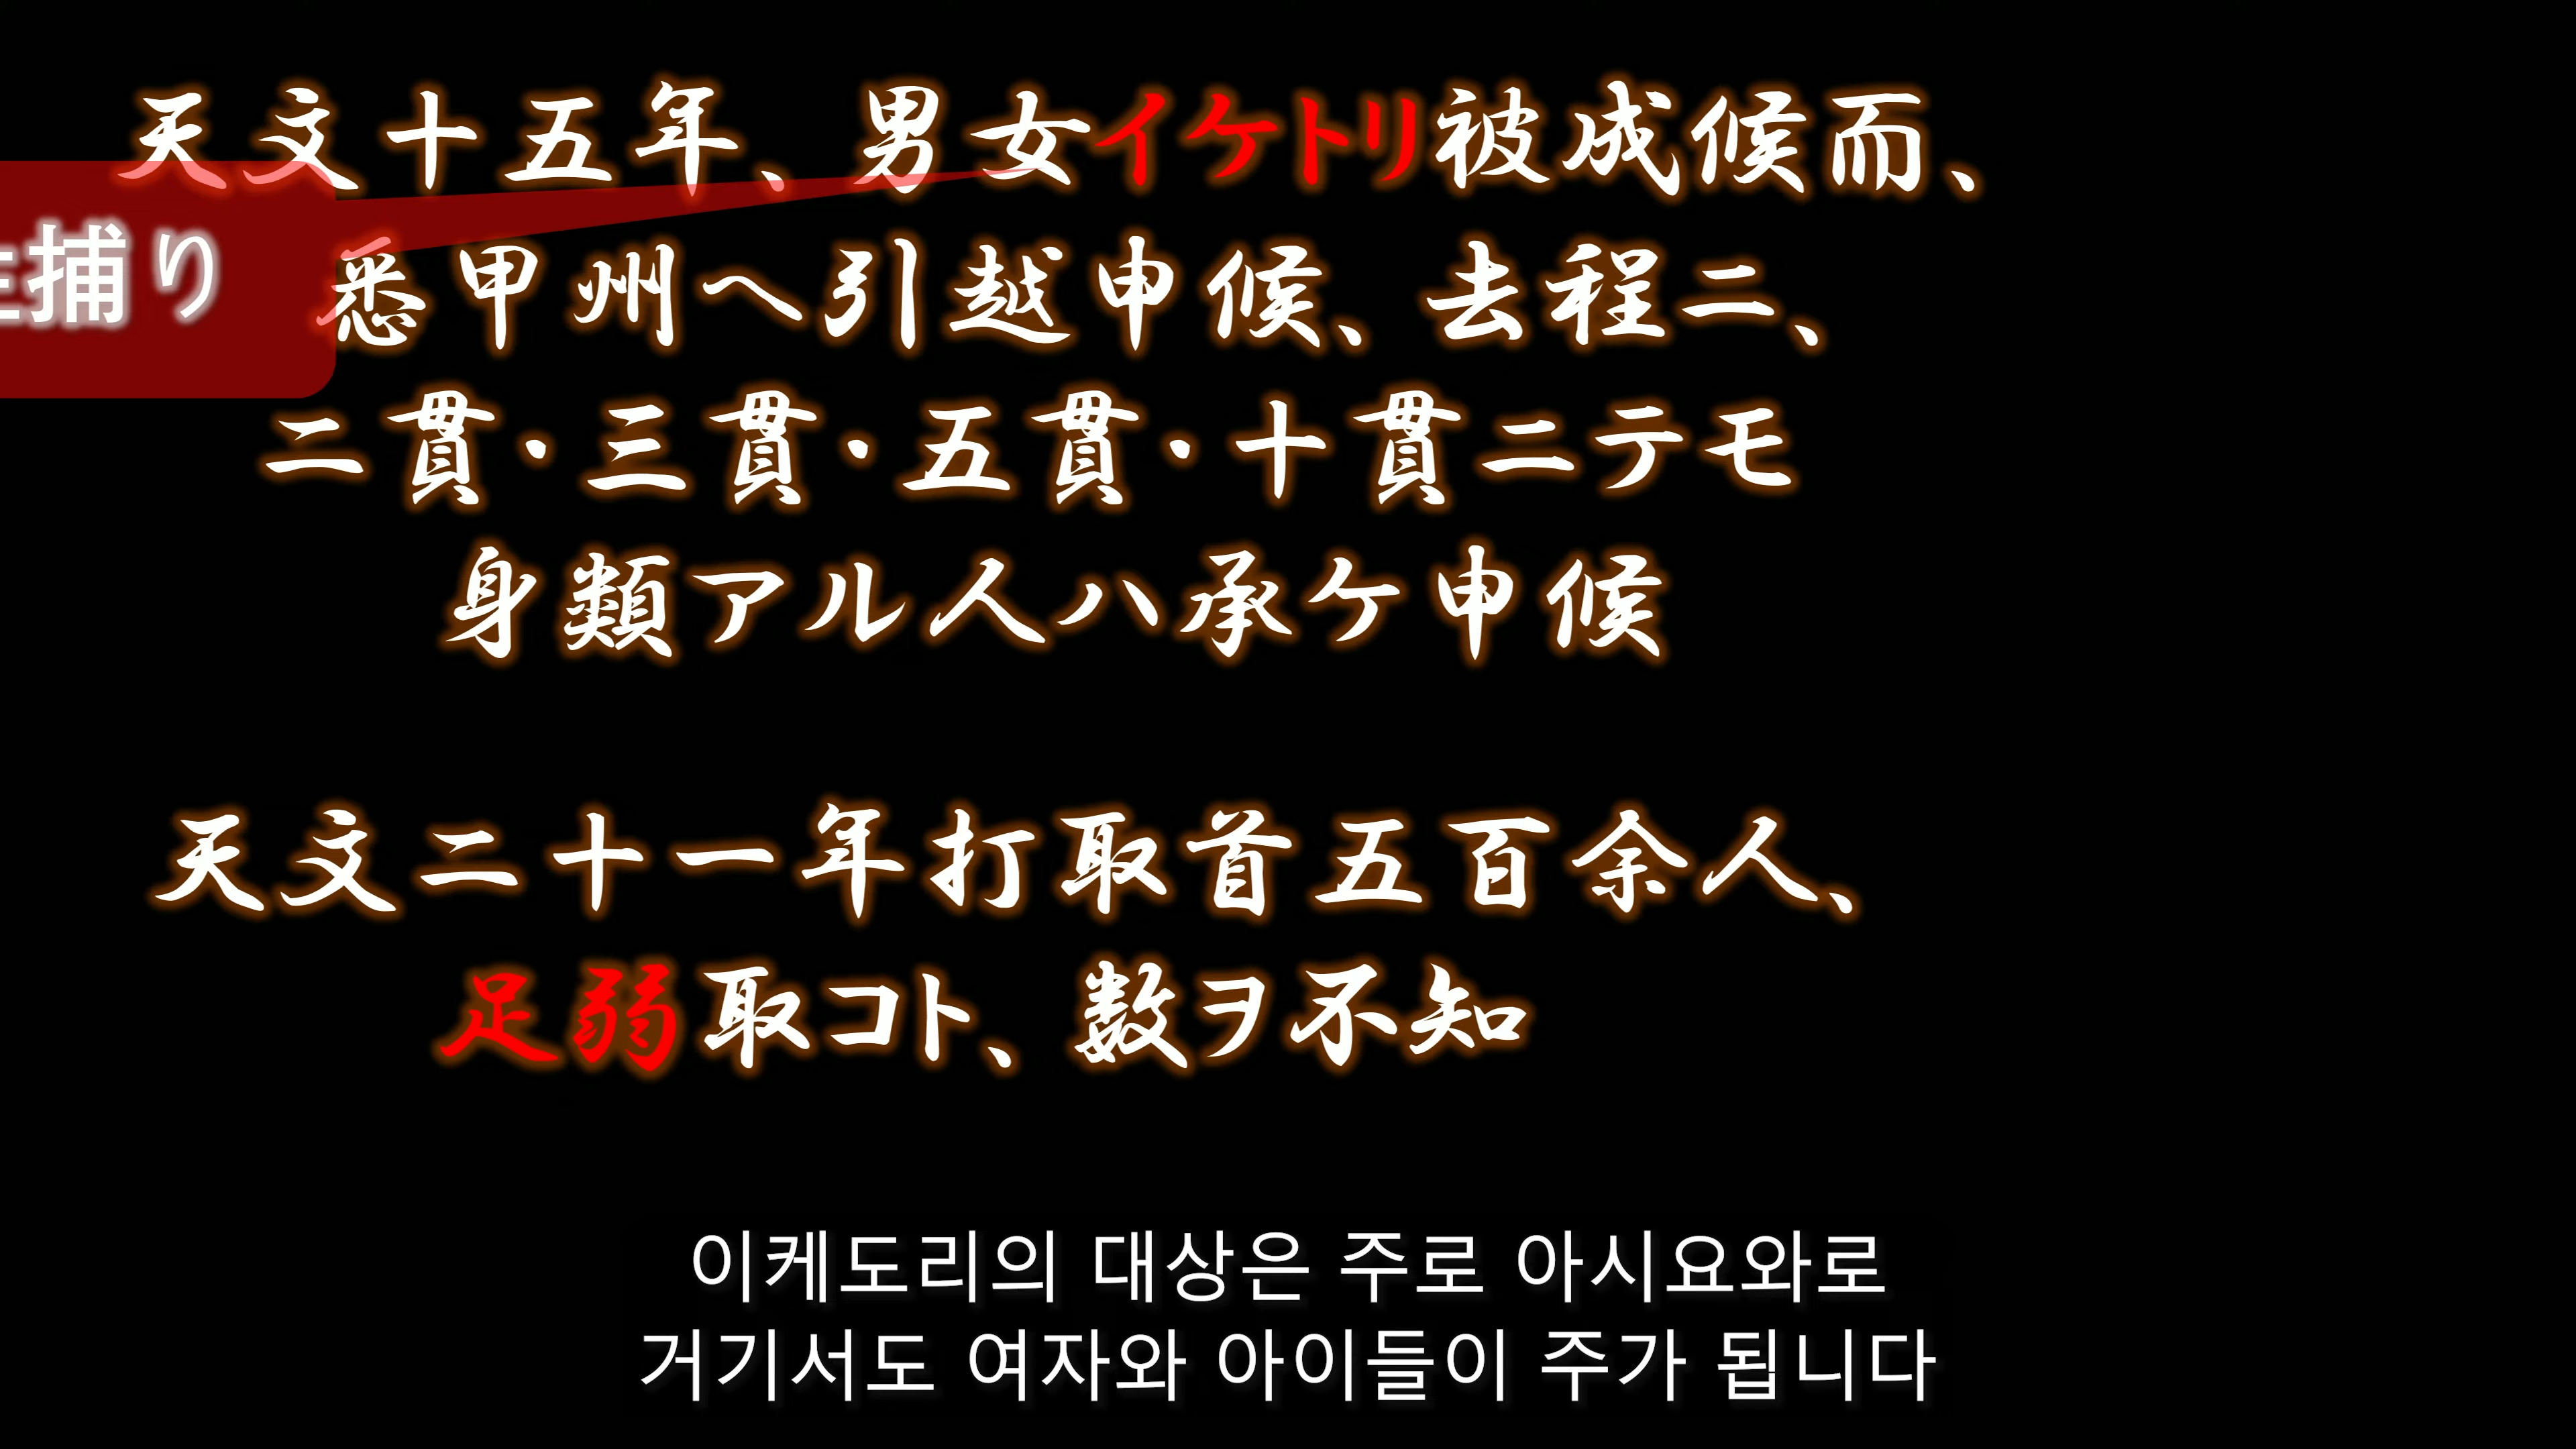 天文十五年、男女イケトリ被成候而、
捕り
悉甲州へ引越申候、去程ニ、
二貫・三貫・五貫・十貫ニテモ
身類アル人ハ承ケ申候
天文二十一年打取首五百余人、
足弱取コト、数ヲ不知
이케도리의 대상은 주로 아시요와로
거기서도 여자와 아이들이 주가 됩니다